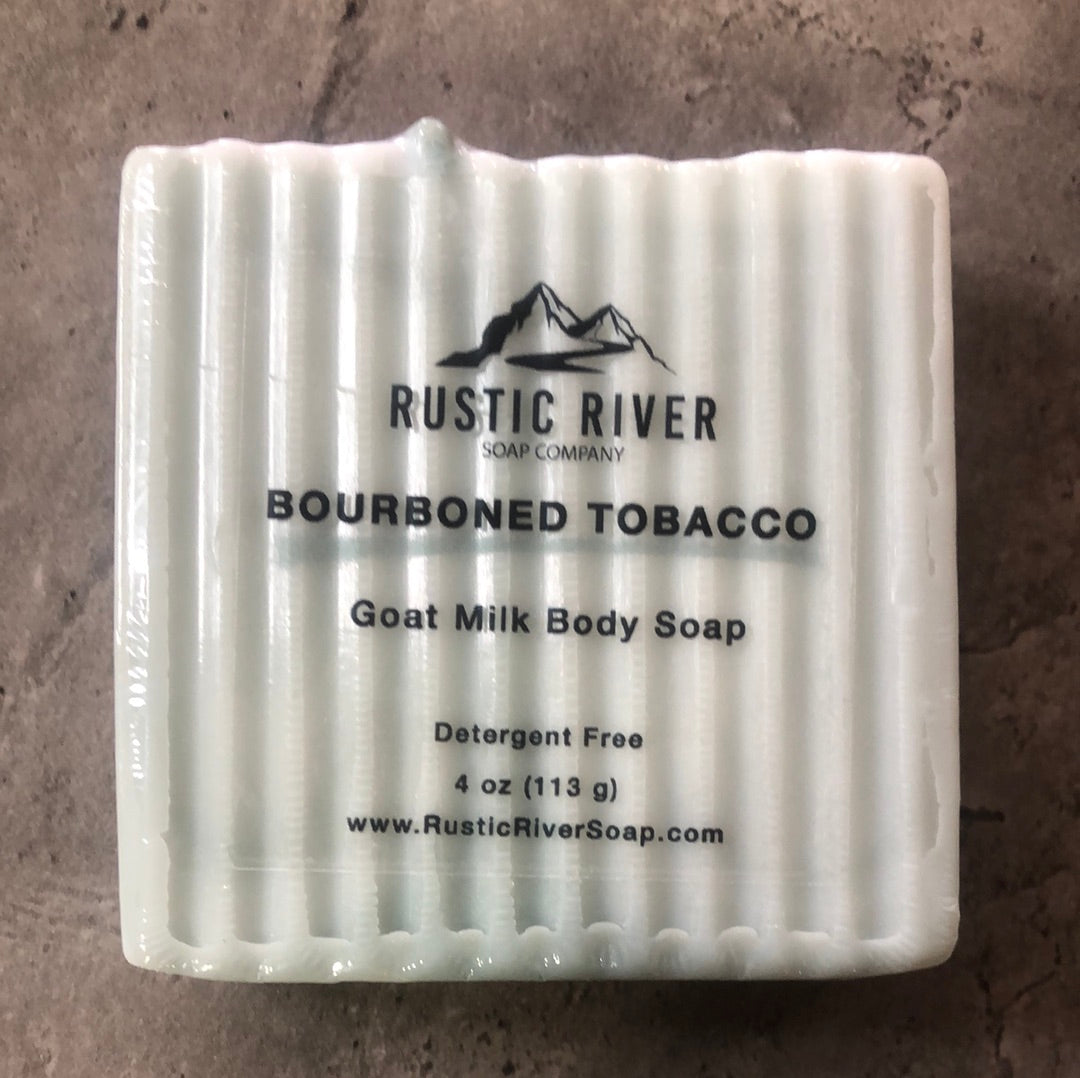 RUSTIC RIVER
SOAP COMPANY
BOURBONED TOBACCO
Goat Milk Body Soap
Detergent Free
4 oz (113 g)
www.RusticRiverSoap.com